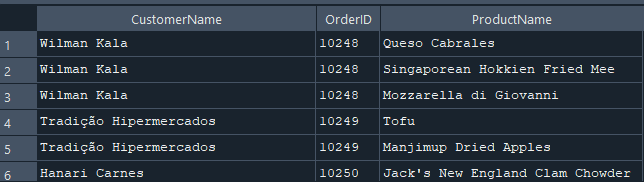 CustomerName OrderID ProductName
1 Wilman Kala 10248 Queso Cabrales
2 Wilman Kala 10248 Singaporean Hokkien Fried Mee
3 Wilman Kala 10248 Mozzarella di Giovanni
4 Tradição Hipermercados 10249 Tofu
5 Tradição Hipermercados 10249 Manjimup Dried Apples
6 Hanari Carnes 10250 Jack's New England Clam Chowder